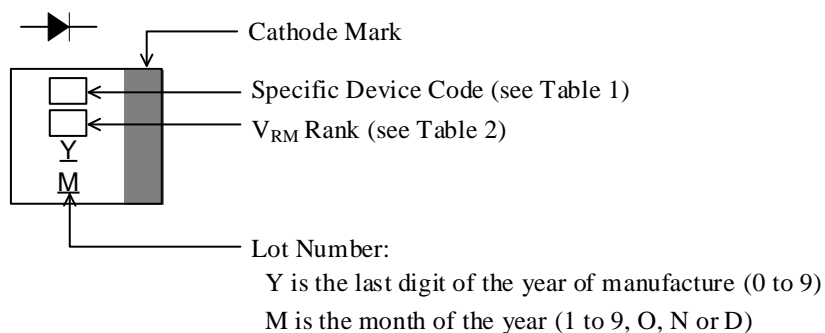 Cathode Mark
Specific Device Code (see Table 1)
V_RM Rank (see Table 2)
Y
M
Lot Number:
Y is the last digit of the year of manufacture (0 to 9)
M is the month of the year (1 to 9, O, N or D)